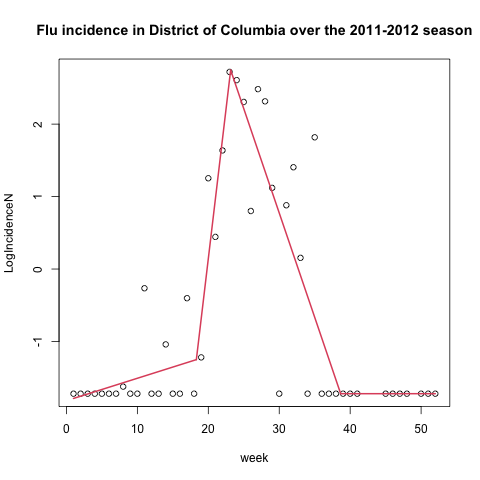 Flu incidence in District of Columbia over the 2011-2012 season
LogIncidenceN
2
1
0
-1
0 10 20 30 40 50
week